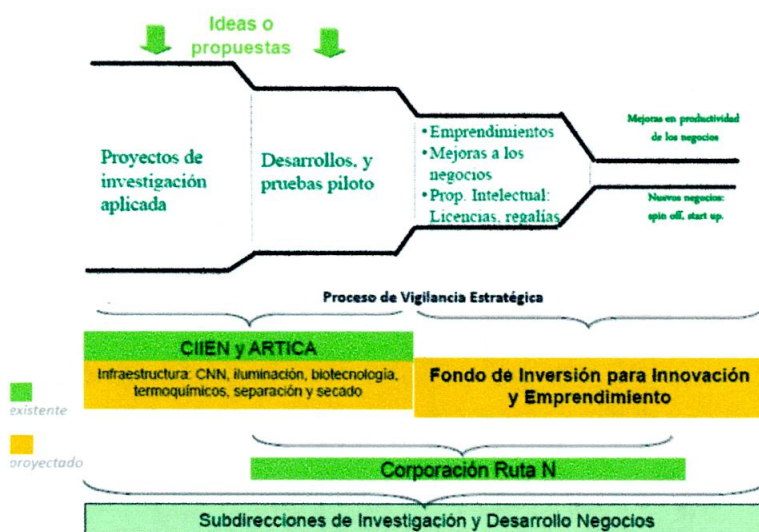 Ideas o
propuestas
Proyectos de
investigación
aplicada
Desarrollos, y
pruebas piloto
• Emprendimientos
• Mejoras a los
negocios
• Prop. Intelectual:
Licencias, regalías
Mejoras en productividad
de los negocios
Nuevos negocios:
spin off, start up.
Proceso de Vigilancia Estratégica
CIIEN y ARTICA
Infraestructura: CNN, iluminación, biotecnología,
termoquímicos, separación y secado
Fondo de Inversión para Innovación
y Emprendimiento
existente
proyectado
Corporación Ruta N
Subdirecciones de Investigación y Desarrollo Negocios